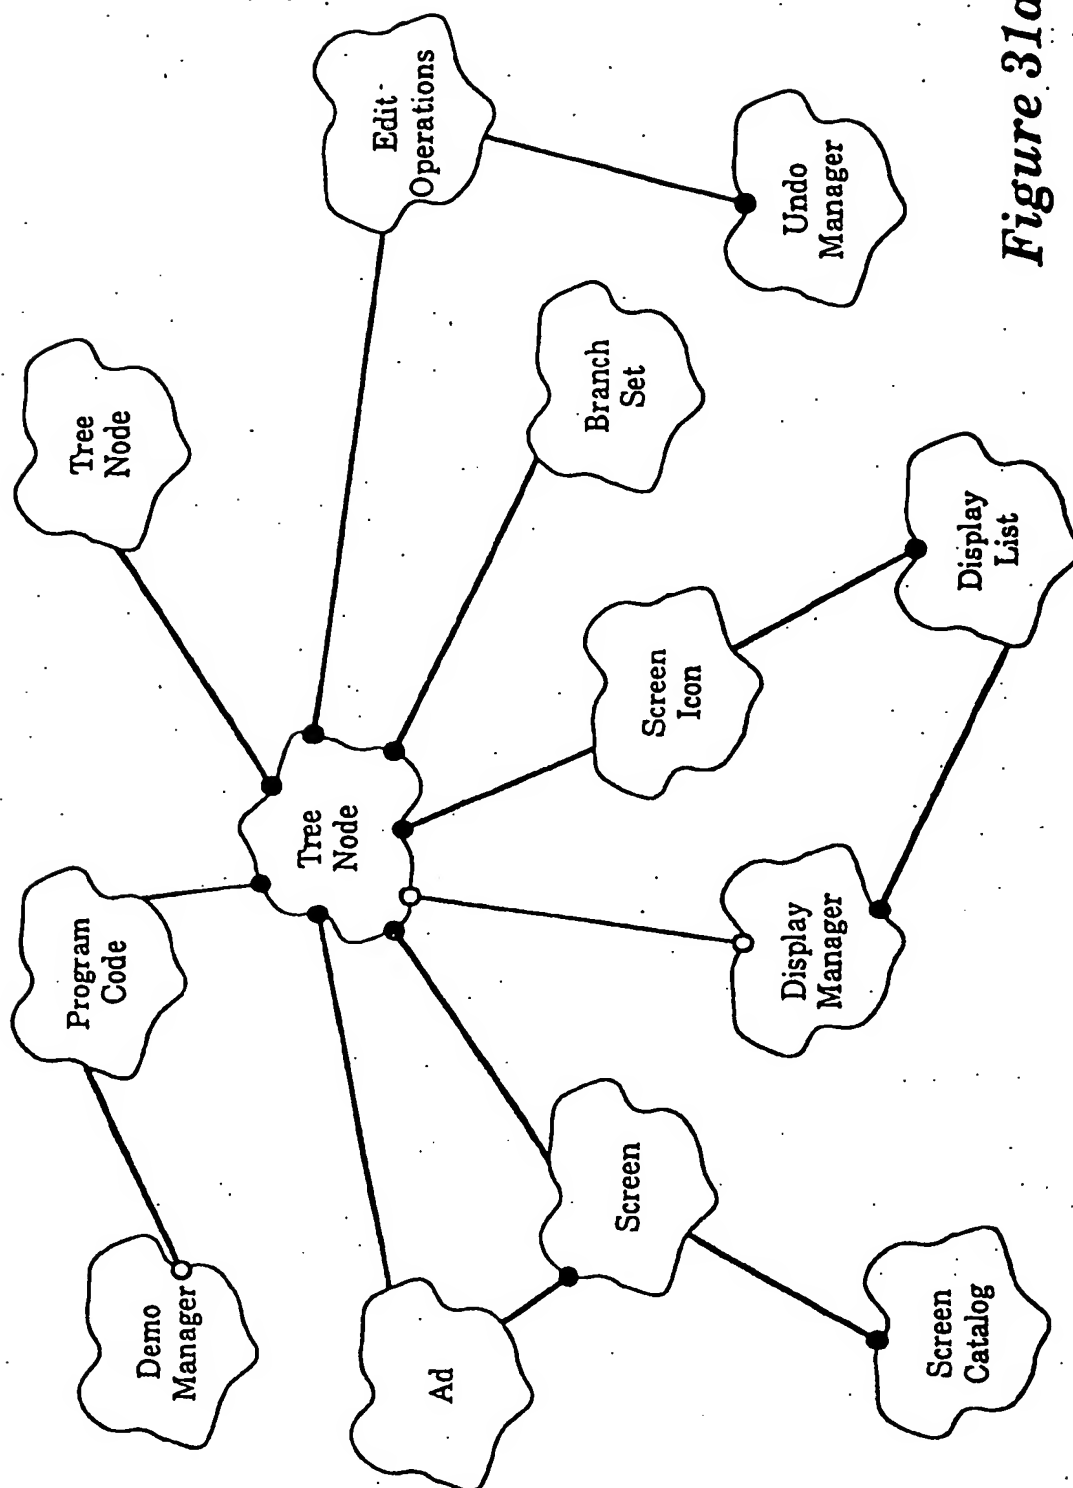 Demo
Manager
Program
Code
Tree
Node
Tree
Node
Edit-
Operations
Ad
Screen
Screen
Icon
Branch
Set
Display
Manager
Undo
Manager
Screen
Catalog
Display
List
Figure 31a